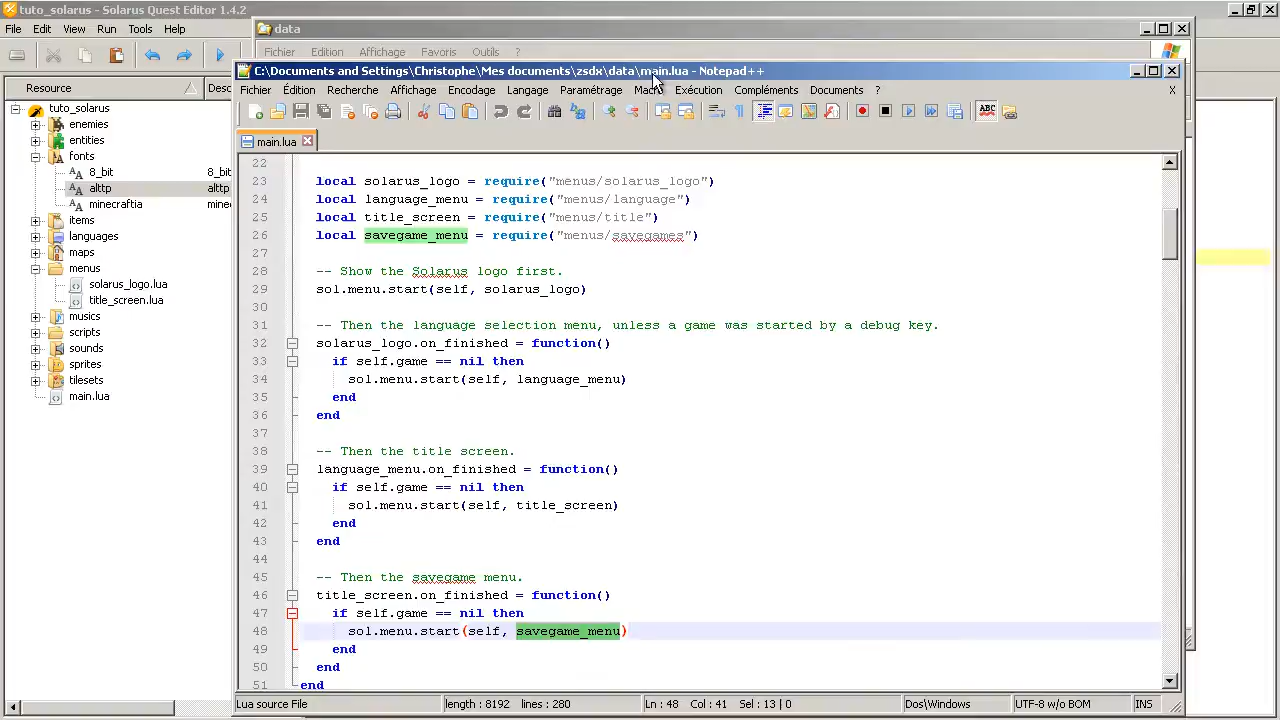 tuto_solarus - Solarus Quest Editor 1.4.2
File Edit View Run Tools Help
data
Fichier Edition Affichage Favoris Outils ?
C:\Documents and Settings\Christophe\Mes documents\zsdx\data\main.lua - Notepad++
Fichier Édition Recherche Affichage Encodage Langage Paramétrage Macro Exécution Compléments Documents ? X
ABC
main.lua
Resource
tuto_solarus
enemies
entities
fonts
8_bit 8_bit
alttp alttp
minecraftia
items
languages
maps
menus
solarus_logo.lua
title_screen.lua
musics
scripts
sounds
sprites
tilesets
main.lua
22
23 local solarus_logo = require("menus/solarus_logo")
24 local language_menu = require("menus/language")
25 local title_screen = require("menus/title")
26 local savegame_menu = require("menus/savegames")
27
28 -- Show the Solarus logo first.
29 sol.menu.start(self, solarus_logo)
30
31 -- Then the language selection menu, unless a game was started by a debug key.
32 solarus_logo.on_finished = function()
33 if self.game == nil then
34 sol.menu.start(self, language_menu)
35 end
36 end
37
38 -- Then the title screen.
39 language_menu.on_finished = function()
40 if self.game == nil then
41 sol.menu.start(self, title_screen)
42 end
43 end
44
45 -- Then the savegame menu.
46 title_screen.on_finished = function()
47 if self.game == nil then
48 sol.menu.start(self, savegame_menu)
49 end
50 end
51 end
Lua source File length : 8192 lines : 280 Ln : 48 Col : 41 Sel : 13 | 0 Dos\Windows UTF-8 w/o BOM INS